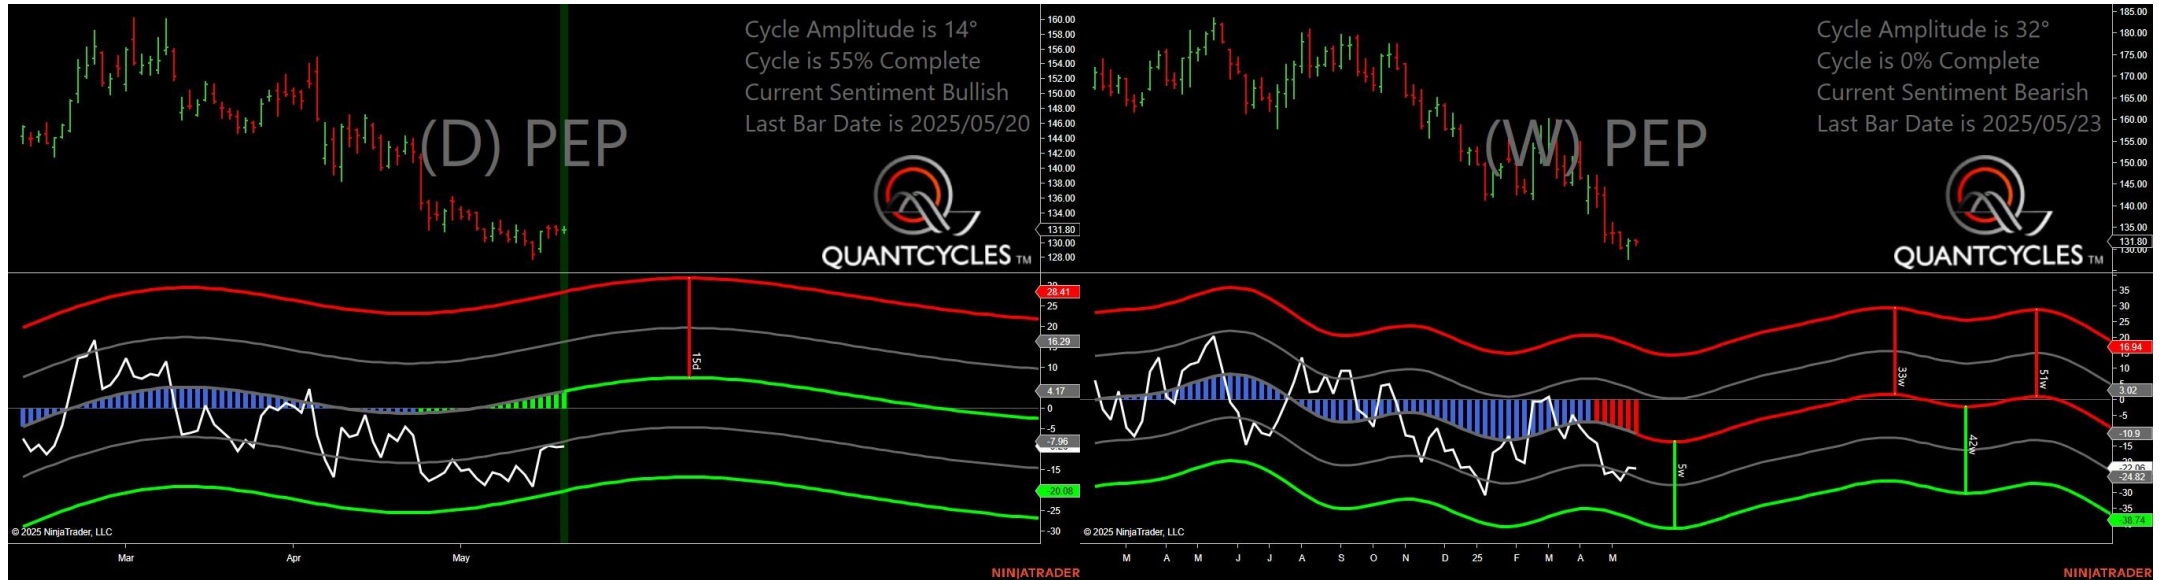 Cycle Amplitude is 14°
Cycle is 55% Complete
Current Sentiment Bullish
Last Bar Date is 2025/05/20
(D) PEP
QUANTCYCLES TM
160.00
158.00
156.00
154.00
152.00
150.00
148.00
146.00
144.00
142.00
140.00
138.00
136.00
134.00
131.80
130.00
128.00
15d
28.41
25
20
16.29
10
4.17
0
-5
-7.96
-15
-20.08
-25
-30
© 2025 NinjaTrader, LLC
Mar Apr May
NINJATRADER
Cycle Amplitude is 32°
Cycle is 0% Complete
Current Sentiment Bearish
Last Bar Date is 2025/05/23
(W) PEP
QUANTCYCLES TM
185.00
180.00
175.00
170.00
165.00
160.00
155.00
150.00
145.00
140.00
135.00
131.80
130.00
5w
33w
42w
51w
35
30
25
20
16.94
10
3.02
0
-5
-10.9
-15
-22.06
-24.82
-30
-35
-38.74
© 2025 NinjaTrader, LLC
M A M J J A S O N D 25 F M A M
NINJATRADER